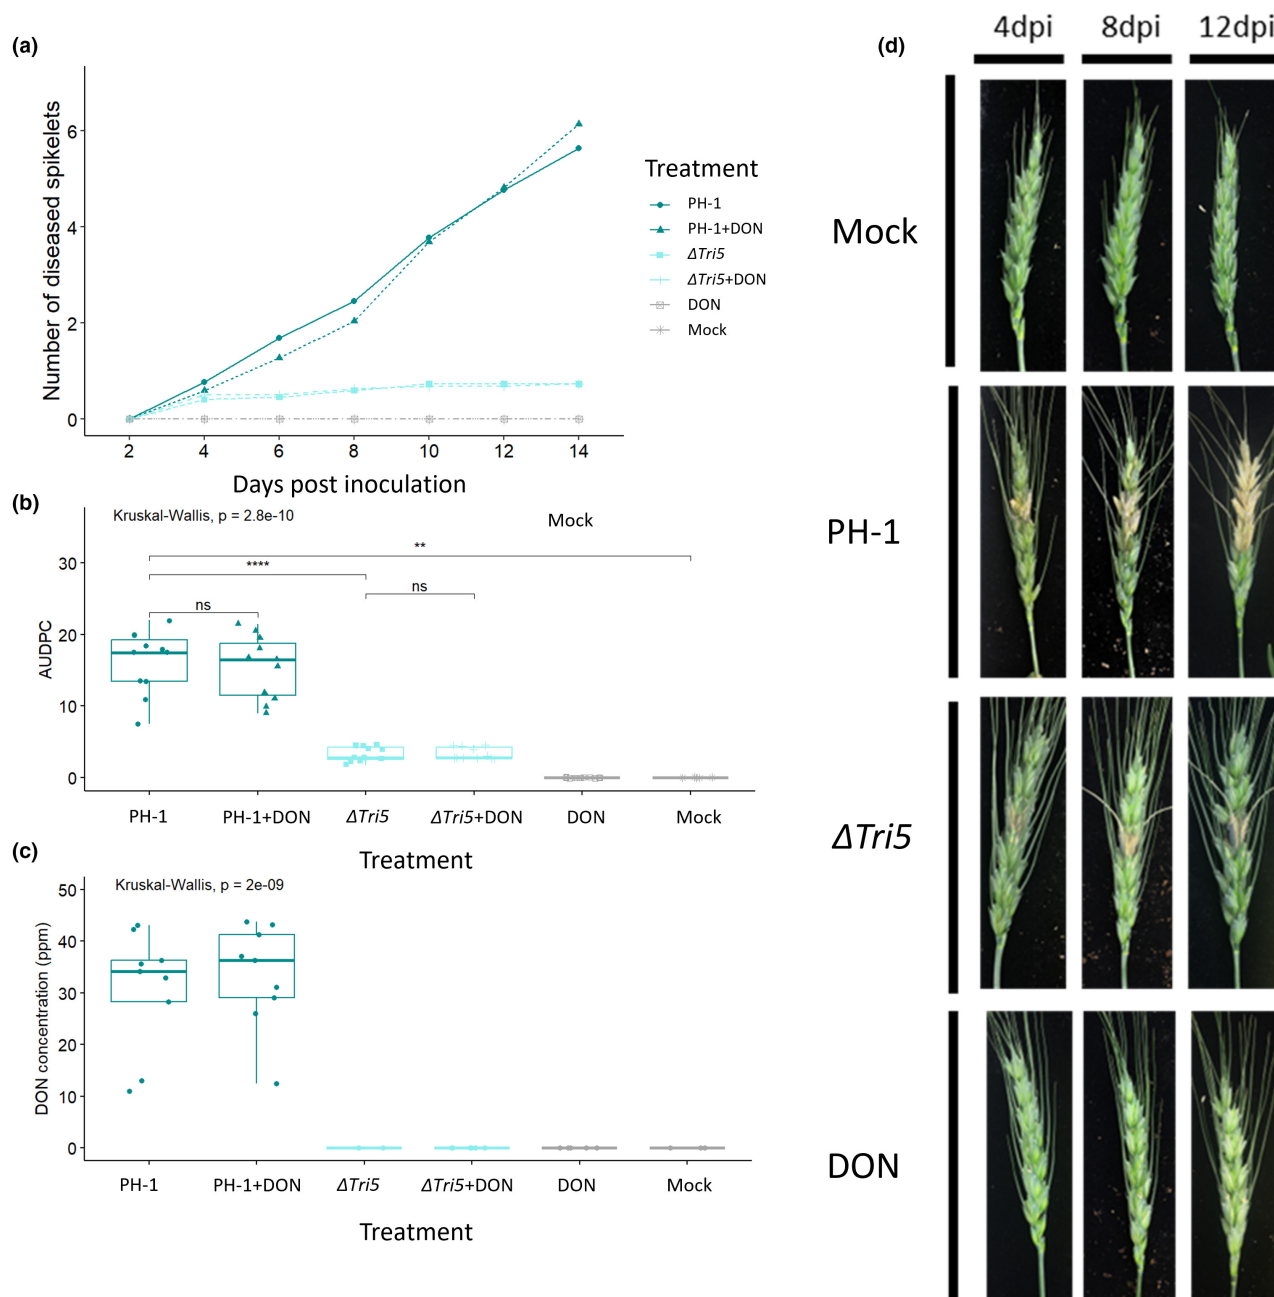 (a)
Number of diseased spikelets
6
4
2
0
2 4 6 8 10 12 14
Days post inoculation
Treatment
PH-1
PH-1+DON
ΔTri5
ΔTri5+DON
DON
Mock
(b)
Kruskal-Wallis, p = 2.8e-10
Mock
**
****
ns
ns
AUDPC
30
20
10
0
PH-1 PH-1+DON ΔTri5 ΔTri5+DON DON Mock
Treatment
(c)
Kruskal-Wallis, p = 2e-09
DON concentration (ppm)
50
40
30
20
10
0
PH-1 PH-1+DON ΔTri5 ΔTri5+DON DON Mock
Treatment
(d)
4dpi 8dpi 12dpi
Mock
PH-1
ΔTri5
DON